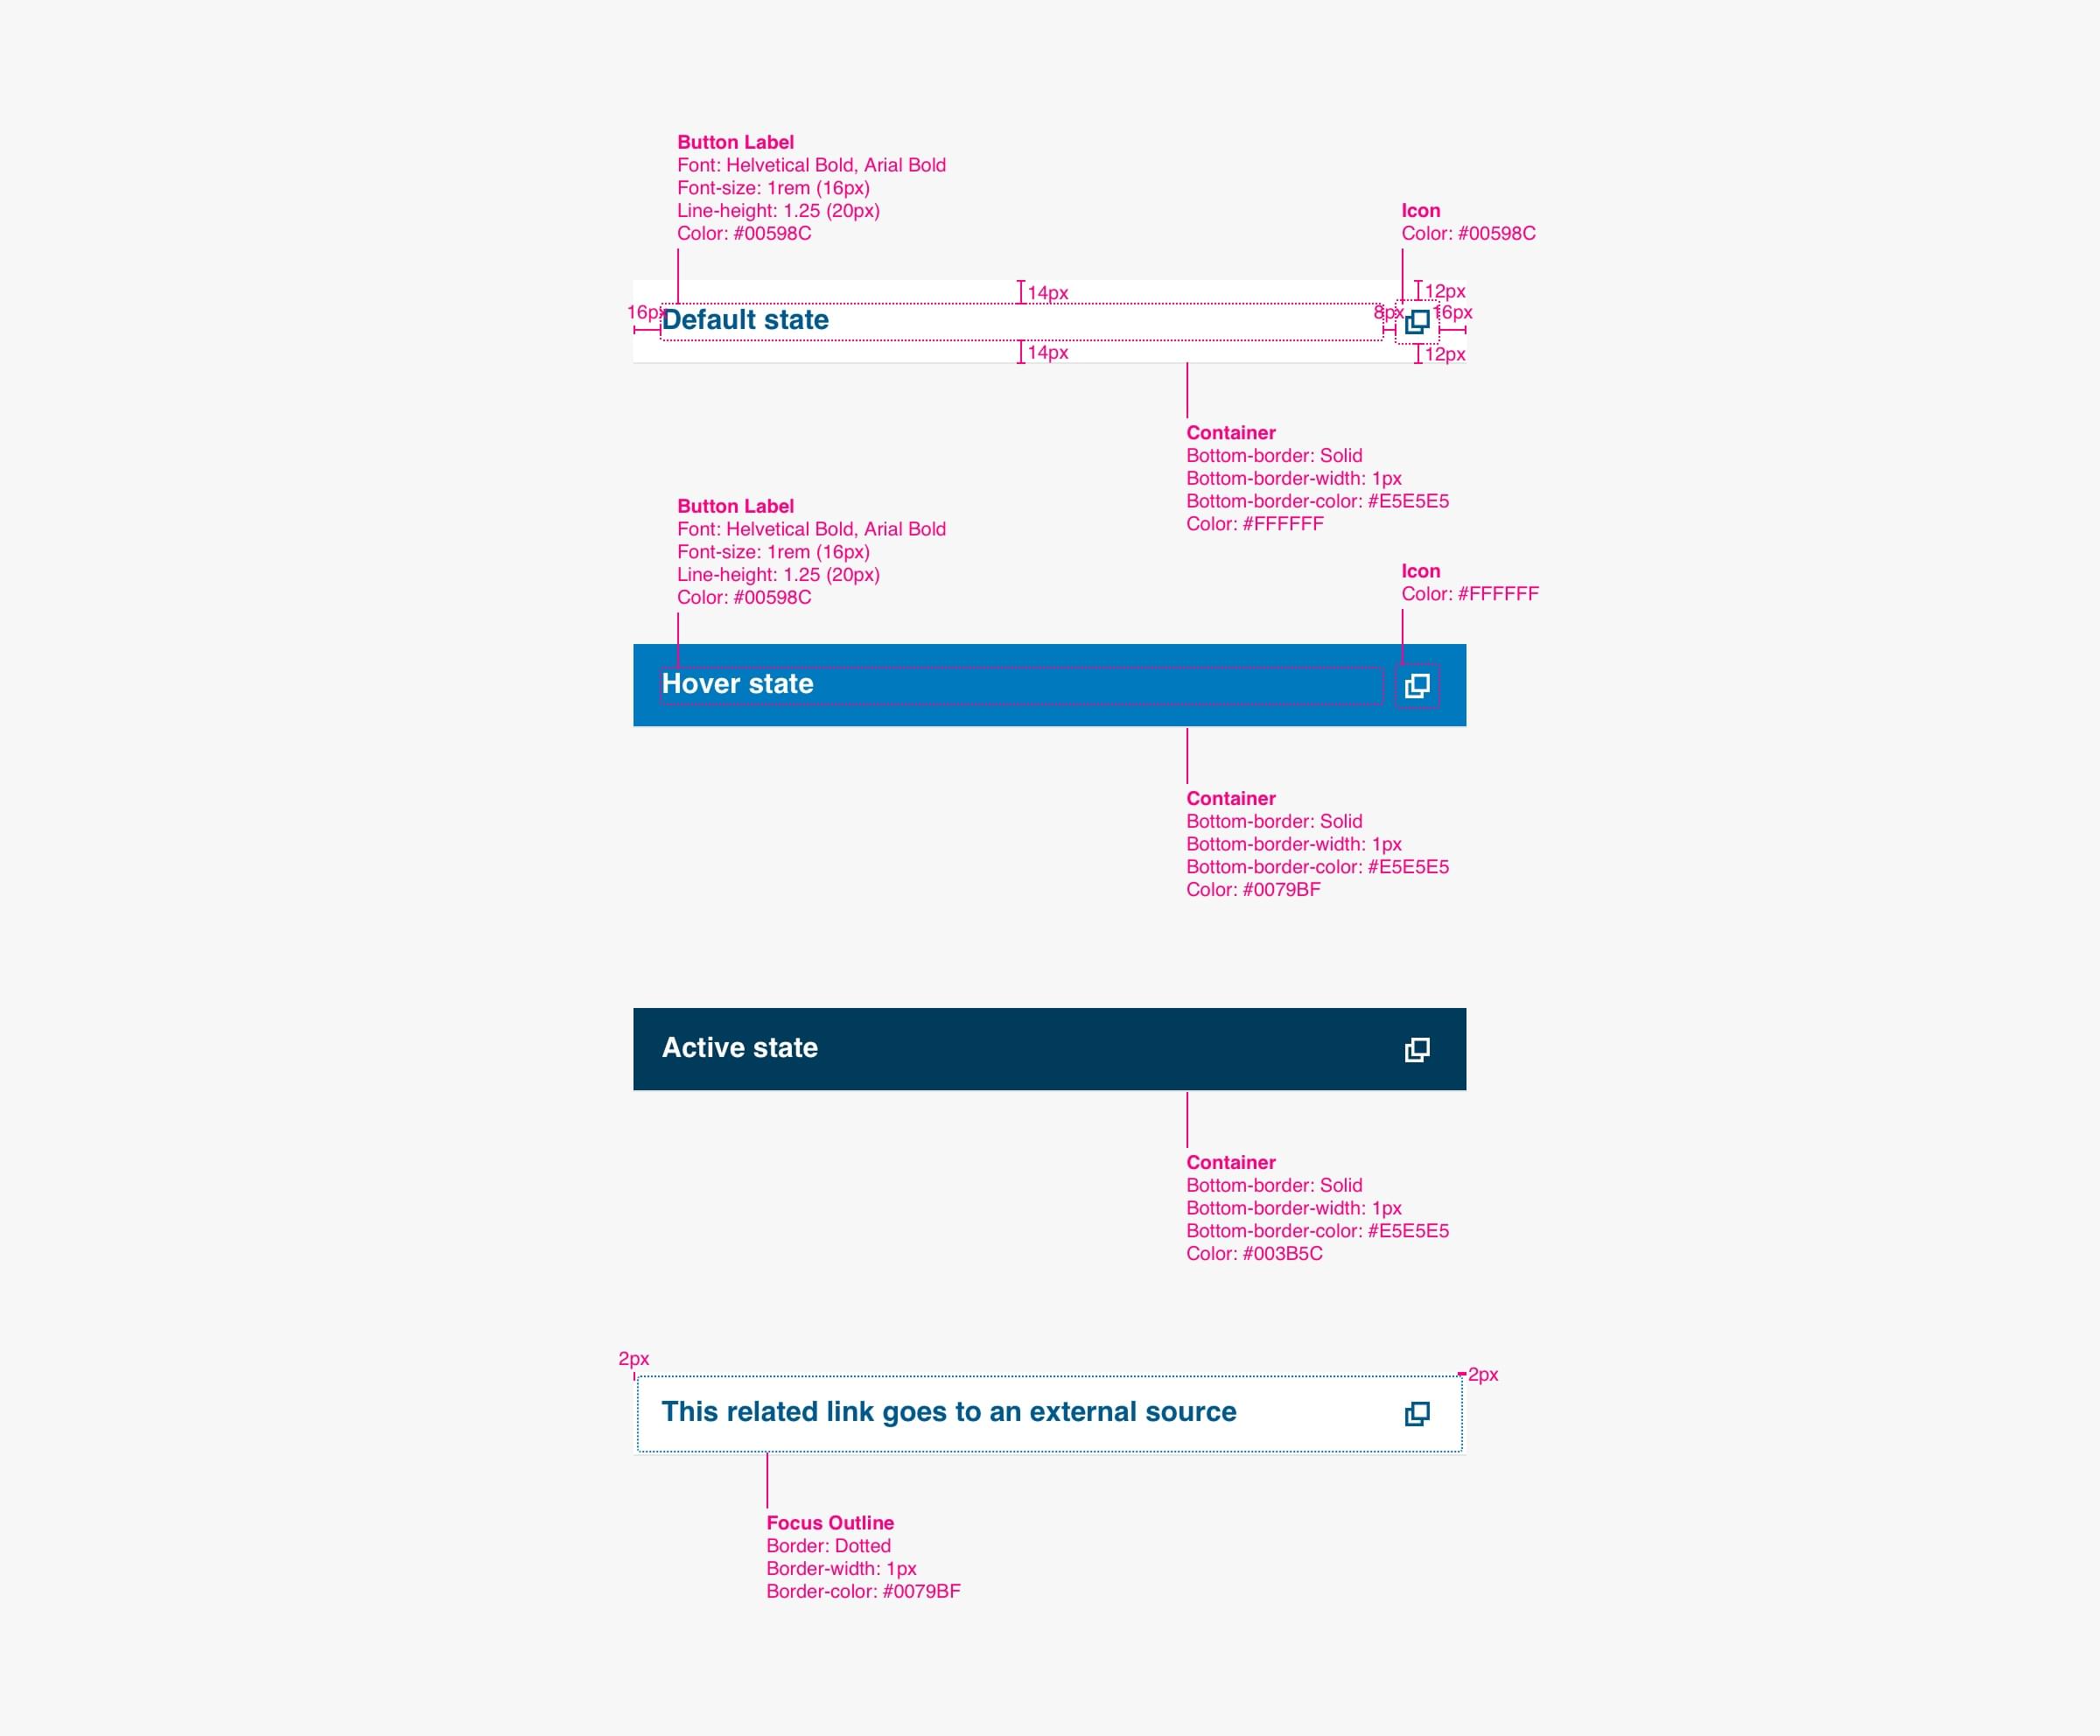 Button Label
Font: Helvetical Bold, Arial Bold
Font-size: 1rem (16px)
Line-height: 1.25 (20px)
Color: #00598C
Icon
Color: #00598C
14px
12px
16px
Default state
8px
16px
14px
12px
Container
Bottom-border: Solid
Bottom-border-width: 1px
Bottom-border-color: #E5E5E5
Color: #FFFFFF
Button Label
Font: Helvetical Bold, Arial Bold
Font-size: 1rem (16px)
Line-height: 1.25 (20px)
Color: #00598C
Icon
Color: #FFFFFF
Hover state
Container
Bottom-border: Solid
Bottom-border-width: 1px
Bottom-border-color: #E5E5E5
Color: #0079BF
Active state
Container
Bottom-border: Solid
Bottom-border-width: 1px
Bottom-border-color: #E5E5E5
Color: #003B5C
2px
2px
This related link goes to an external source
Focus Outline
Border: Dotted
Border-width: 1px
Border-color: #0079BF